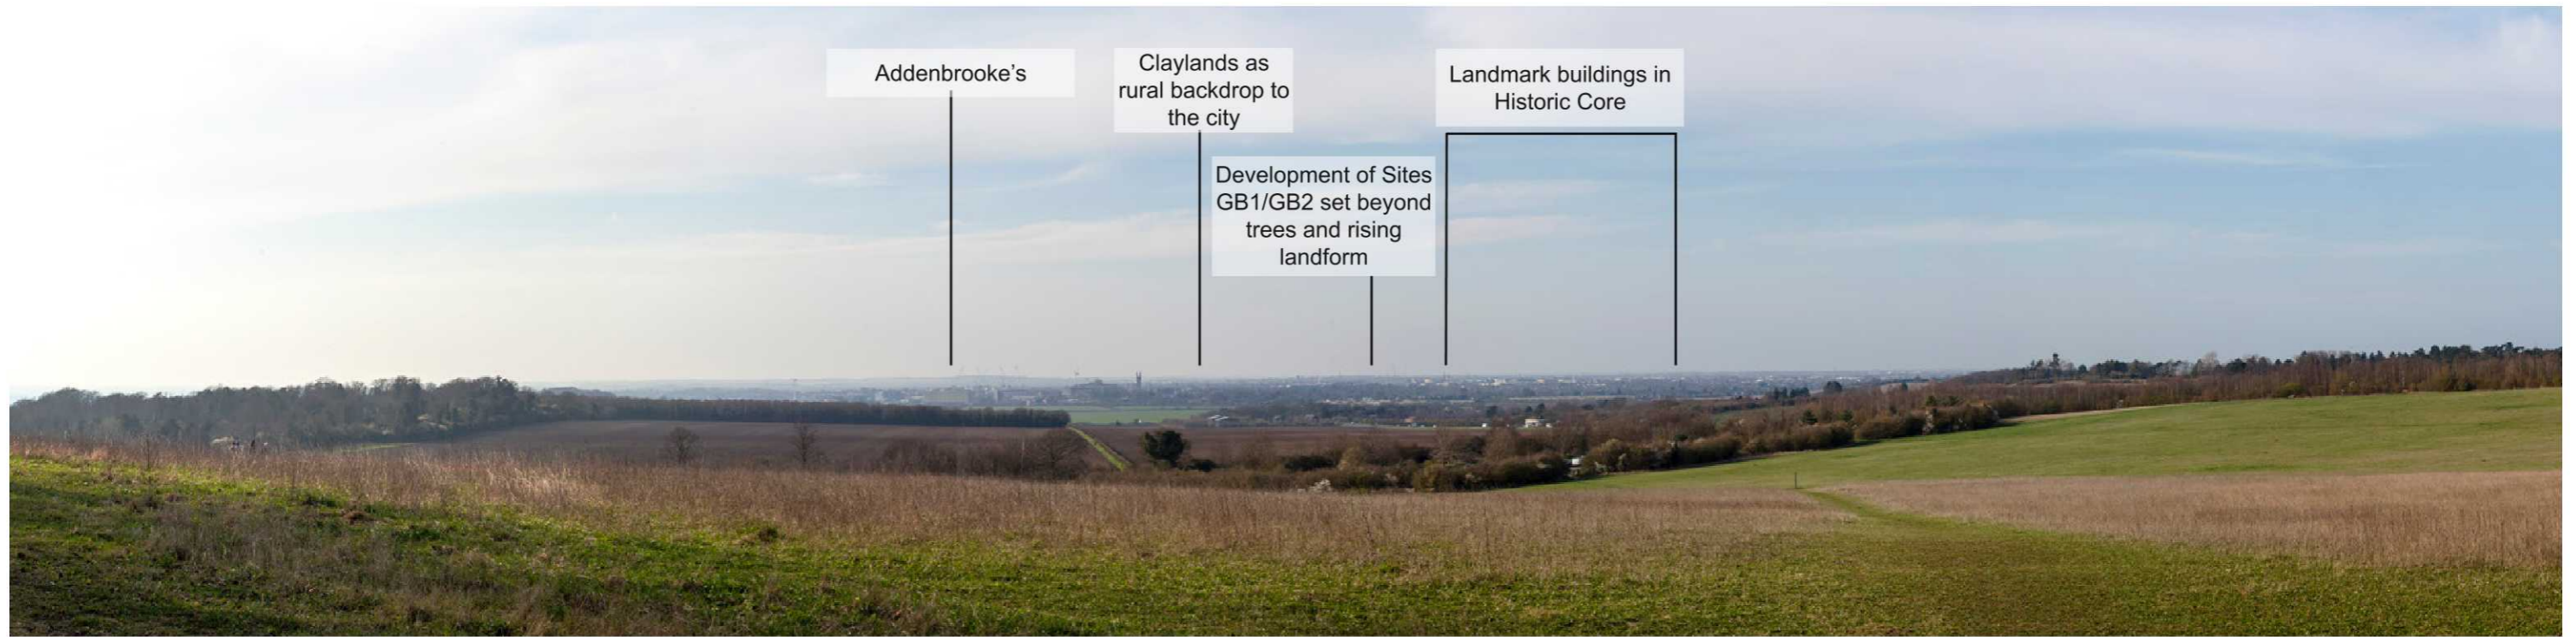 Addenbrooke's
Claylands as
rural backdrop to
the city
Development of Sites
GB1/GB2 set beyond
trees and rising
landform
Landmark buildings in
Historic Core